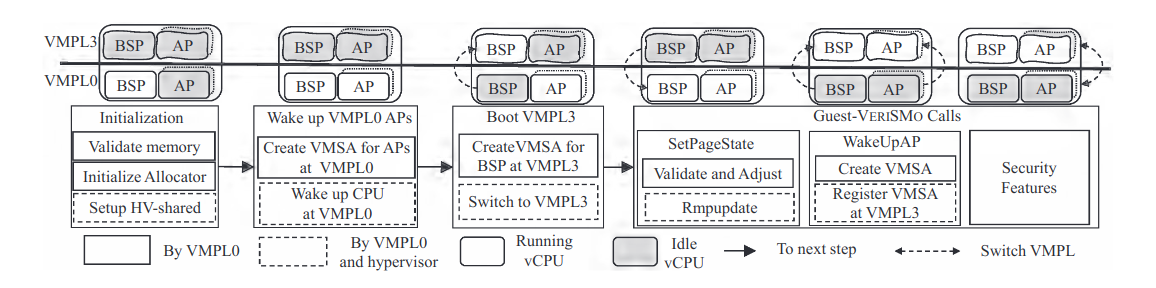 VMPL3
BSP AP
BSP AP
BSP AP
BSP AP
BSP AP
BSP AP
VMPL0
BSP AP
BSP AP
BSP AP
BSP AP
BSP AP
BSP AP
Initialization
Validate memory
Initialize Allocator
Setup HV-shared
Wake up VMPL0 APs
Create VMSA for APs
at VMPL0
Wake up CPU
at VMPL0
Boot VMPL3
CreateVMSA for
BSP at VMPL3
Switch to VMPL3
Guest-VERISMO Calls
SetPageState
Validate and Adjust
Rmpupdate
WakeUpAP
Create VMSA
Register VMSA
at VMPL3
Security
Features
By VMPL0
By VMPL0
and hypervisor
Running
vCPU
Idle
vCPU
To next step
Switch VMPL